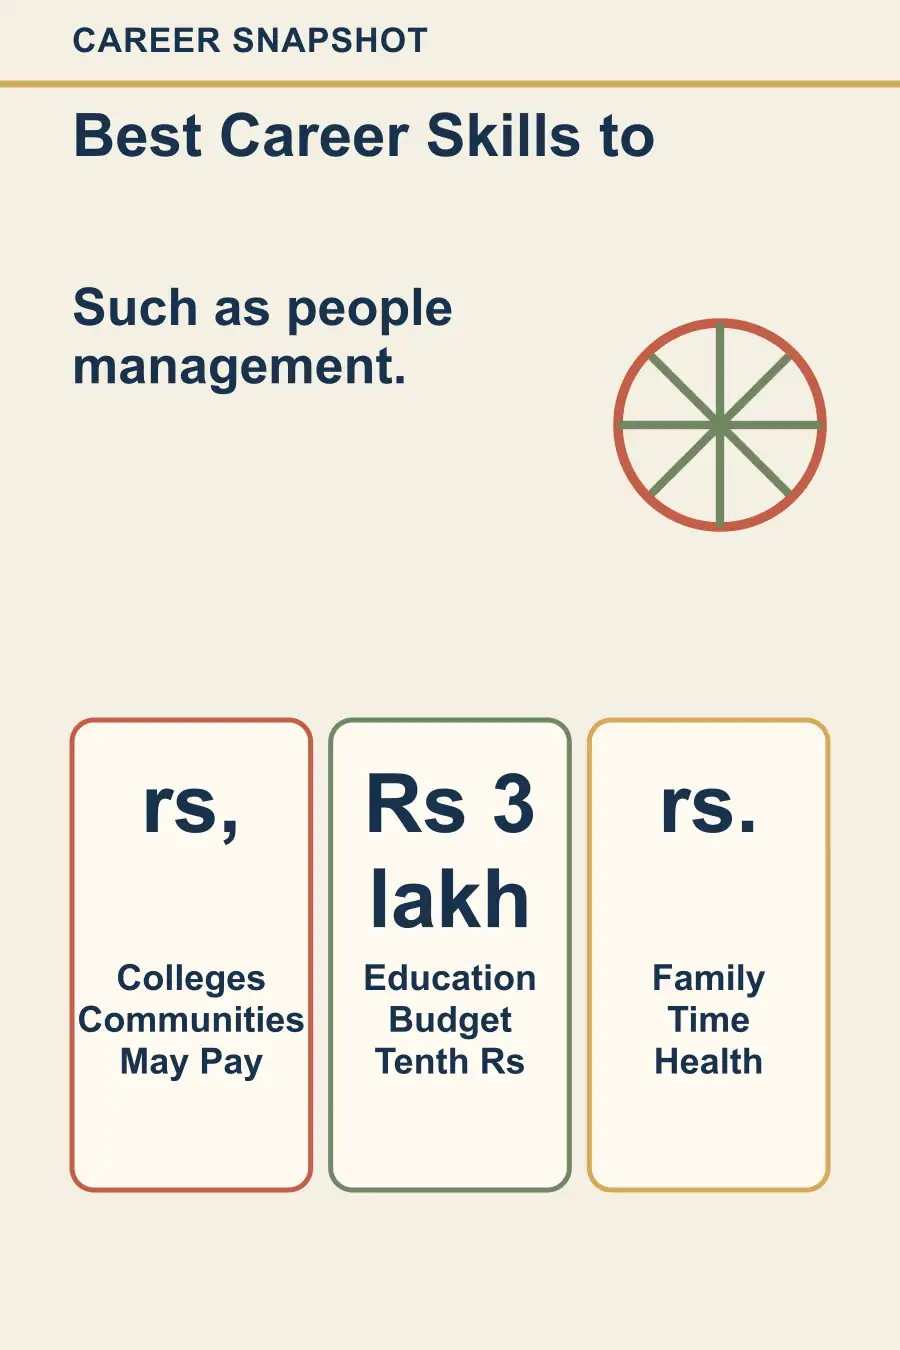 CAREER SNAPSHOT
Best Career Skills to
Such as people
management.
rs,
Colleges
Communities
May Pay
Rs 3
lakh
Education
Budget
Tenth Rs
rs.
Family
Time
Health